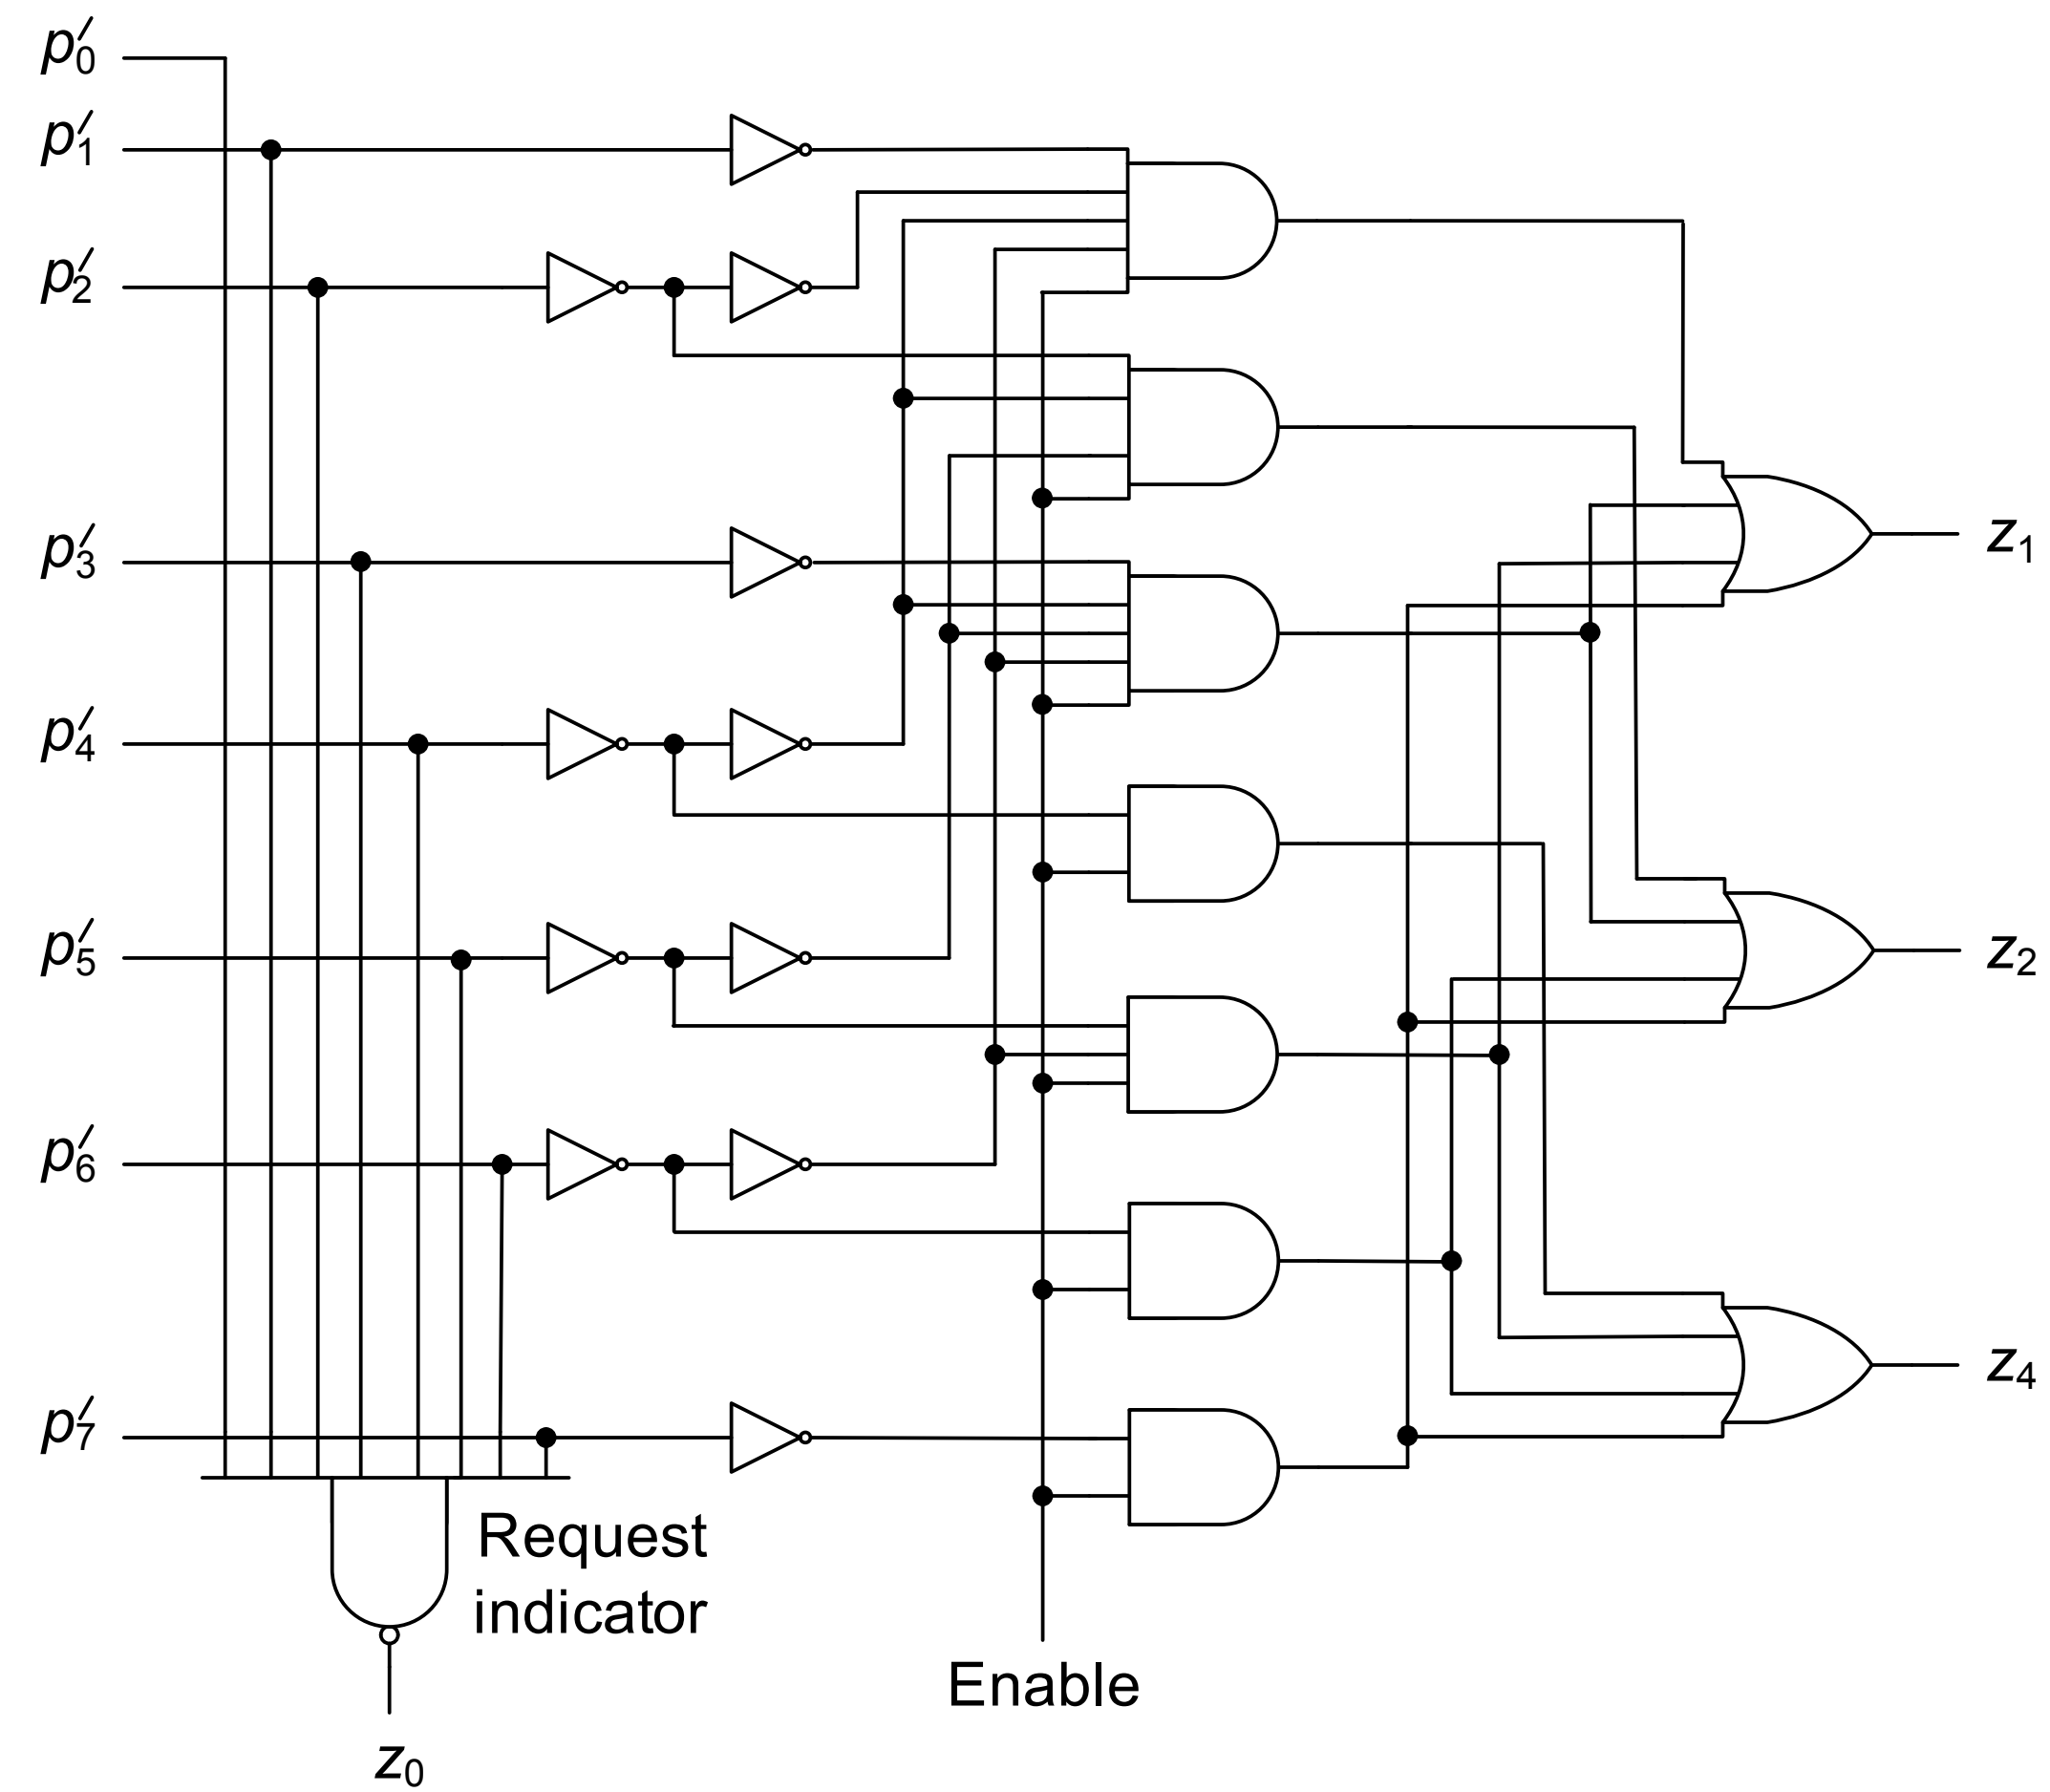 p′0
p′1
p′2
p′3
z1
p′4
p′5
z2
p′6
z4
p′7
Request
indicator
Enable
z0